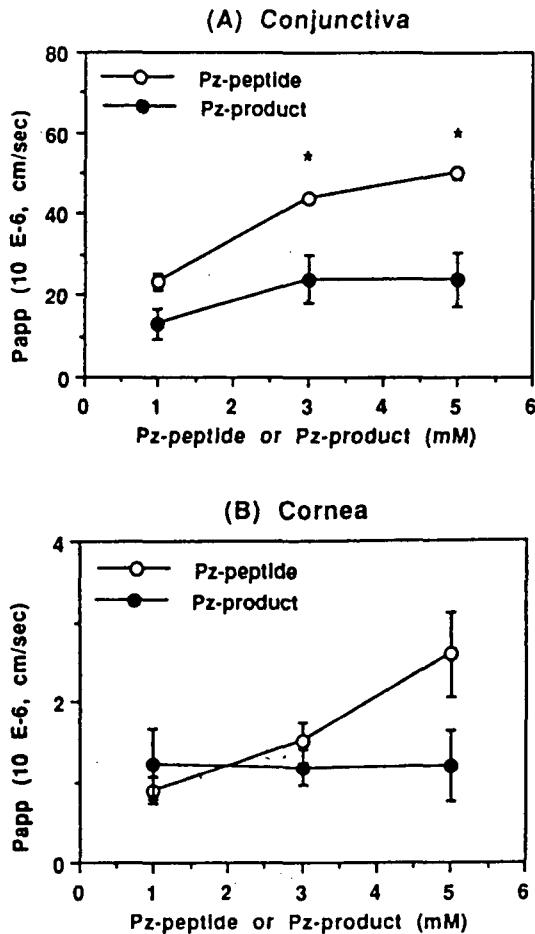 (A) Conjunctiva
80
60
40
20
0
Papp (10 E-6, cm/sec)
Pz-peptide
Pz-product
*
*
0 1 2 3 4 5 6
Pz-peptide or Pz-product (mM)
(B) Cornea
4
2
0
Papp (10 E-6, cm/sec)
Pz-peptide
Pz-product
0 1 2 3 4 5 6
Pz-peptide or Pz-product (mM)